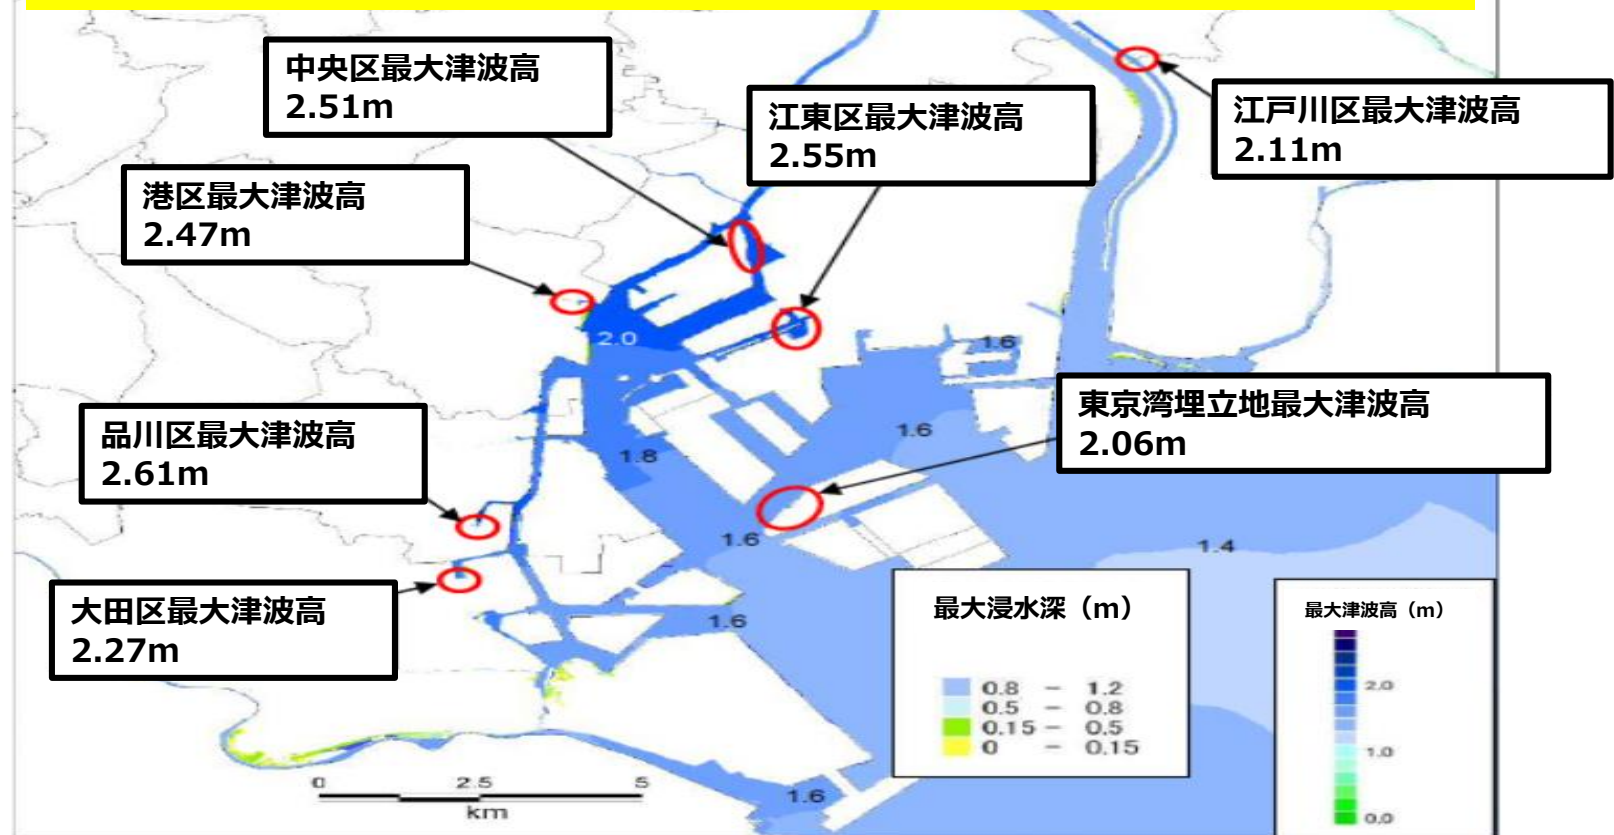 中央区最大津波高
2.51m
江東区最大津波高
2.55m
江戸川区最大津波高
2.11m
港区最大津波高
2.47m
2.0
1.6
東京湾埋立地最大津波高
2.06m
品川区最大津波高
2.61m
1.6
1.8
1.6
1.4
大田区最大津波高
2.27m
1.6
1.6
最大浸水深（m）
0.8 － 1.2
0.5 － 0.8
0.15 － 0.5
0 － 0.15
最大津波高（m）
2.0
1.0
0.0
0 2.5 5
km